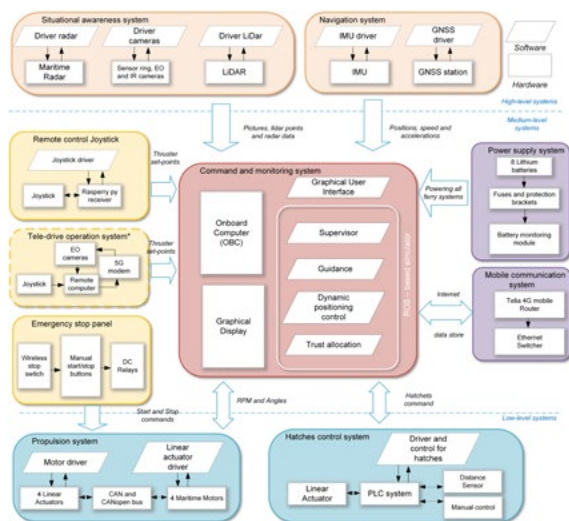 Situational awareness system
Driver radar
Driver
cameras
Driver LiDar
Maritime
Radar
Sensor ring, EO
and IR cameras
LiDAR
Navigation system
IMU driver
GNSS
driver
IMU
GNSS station
Software
Hardware
High-level systems
Medium-level
systems
Pictures, lidar points
and radar data
Positions, speed and
accelerations
Remote control Joystick
Joystick driver
Joystick
Rasperry py
receiver
Thruster
set-points
Tele-drive operation system*
EO
cameras
5G
modem
Joystick
Remote
computer
Thruster
set-points
Emergency stop panel
Wireless
stop
swtich
Manual
start/stop
buttons
DC
Relays
Command and monitoring system
Onboard
Computer
(OBC)
Graphical
Display
Graphical User
Interface
Supervisor
Guidance
Dynamic
positioning
control
Trust allocation
ROS – based simulator
Power supply system
8 Lithium
batteries
Fuses and protection
brackets
Battery monitoring
module
Powering all
ferry systems
Mobile communication
system
Telia 4G mobile
Router
Ethernet
Switcher
Internet
data store
Start and Stop
commands
RPM and Angles
Hatchets
command
Low-level systems
Propulsion system
Motor driver
Linear
actuator
driver
4 Linear
Actuators
CAN and
CANopen bus
4 Maritime Motors
Hatches control system
Driver and
control for
hatches
Linear
Actuator
PLC system
Distance
Sensor
Manual control